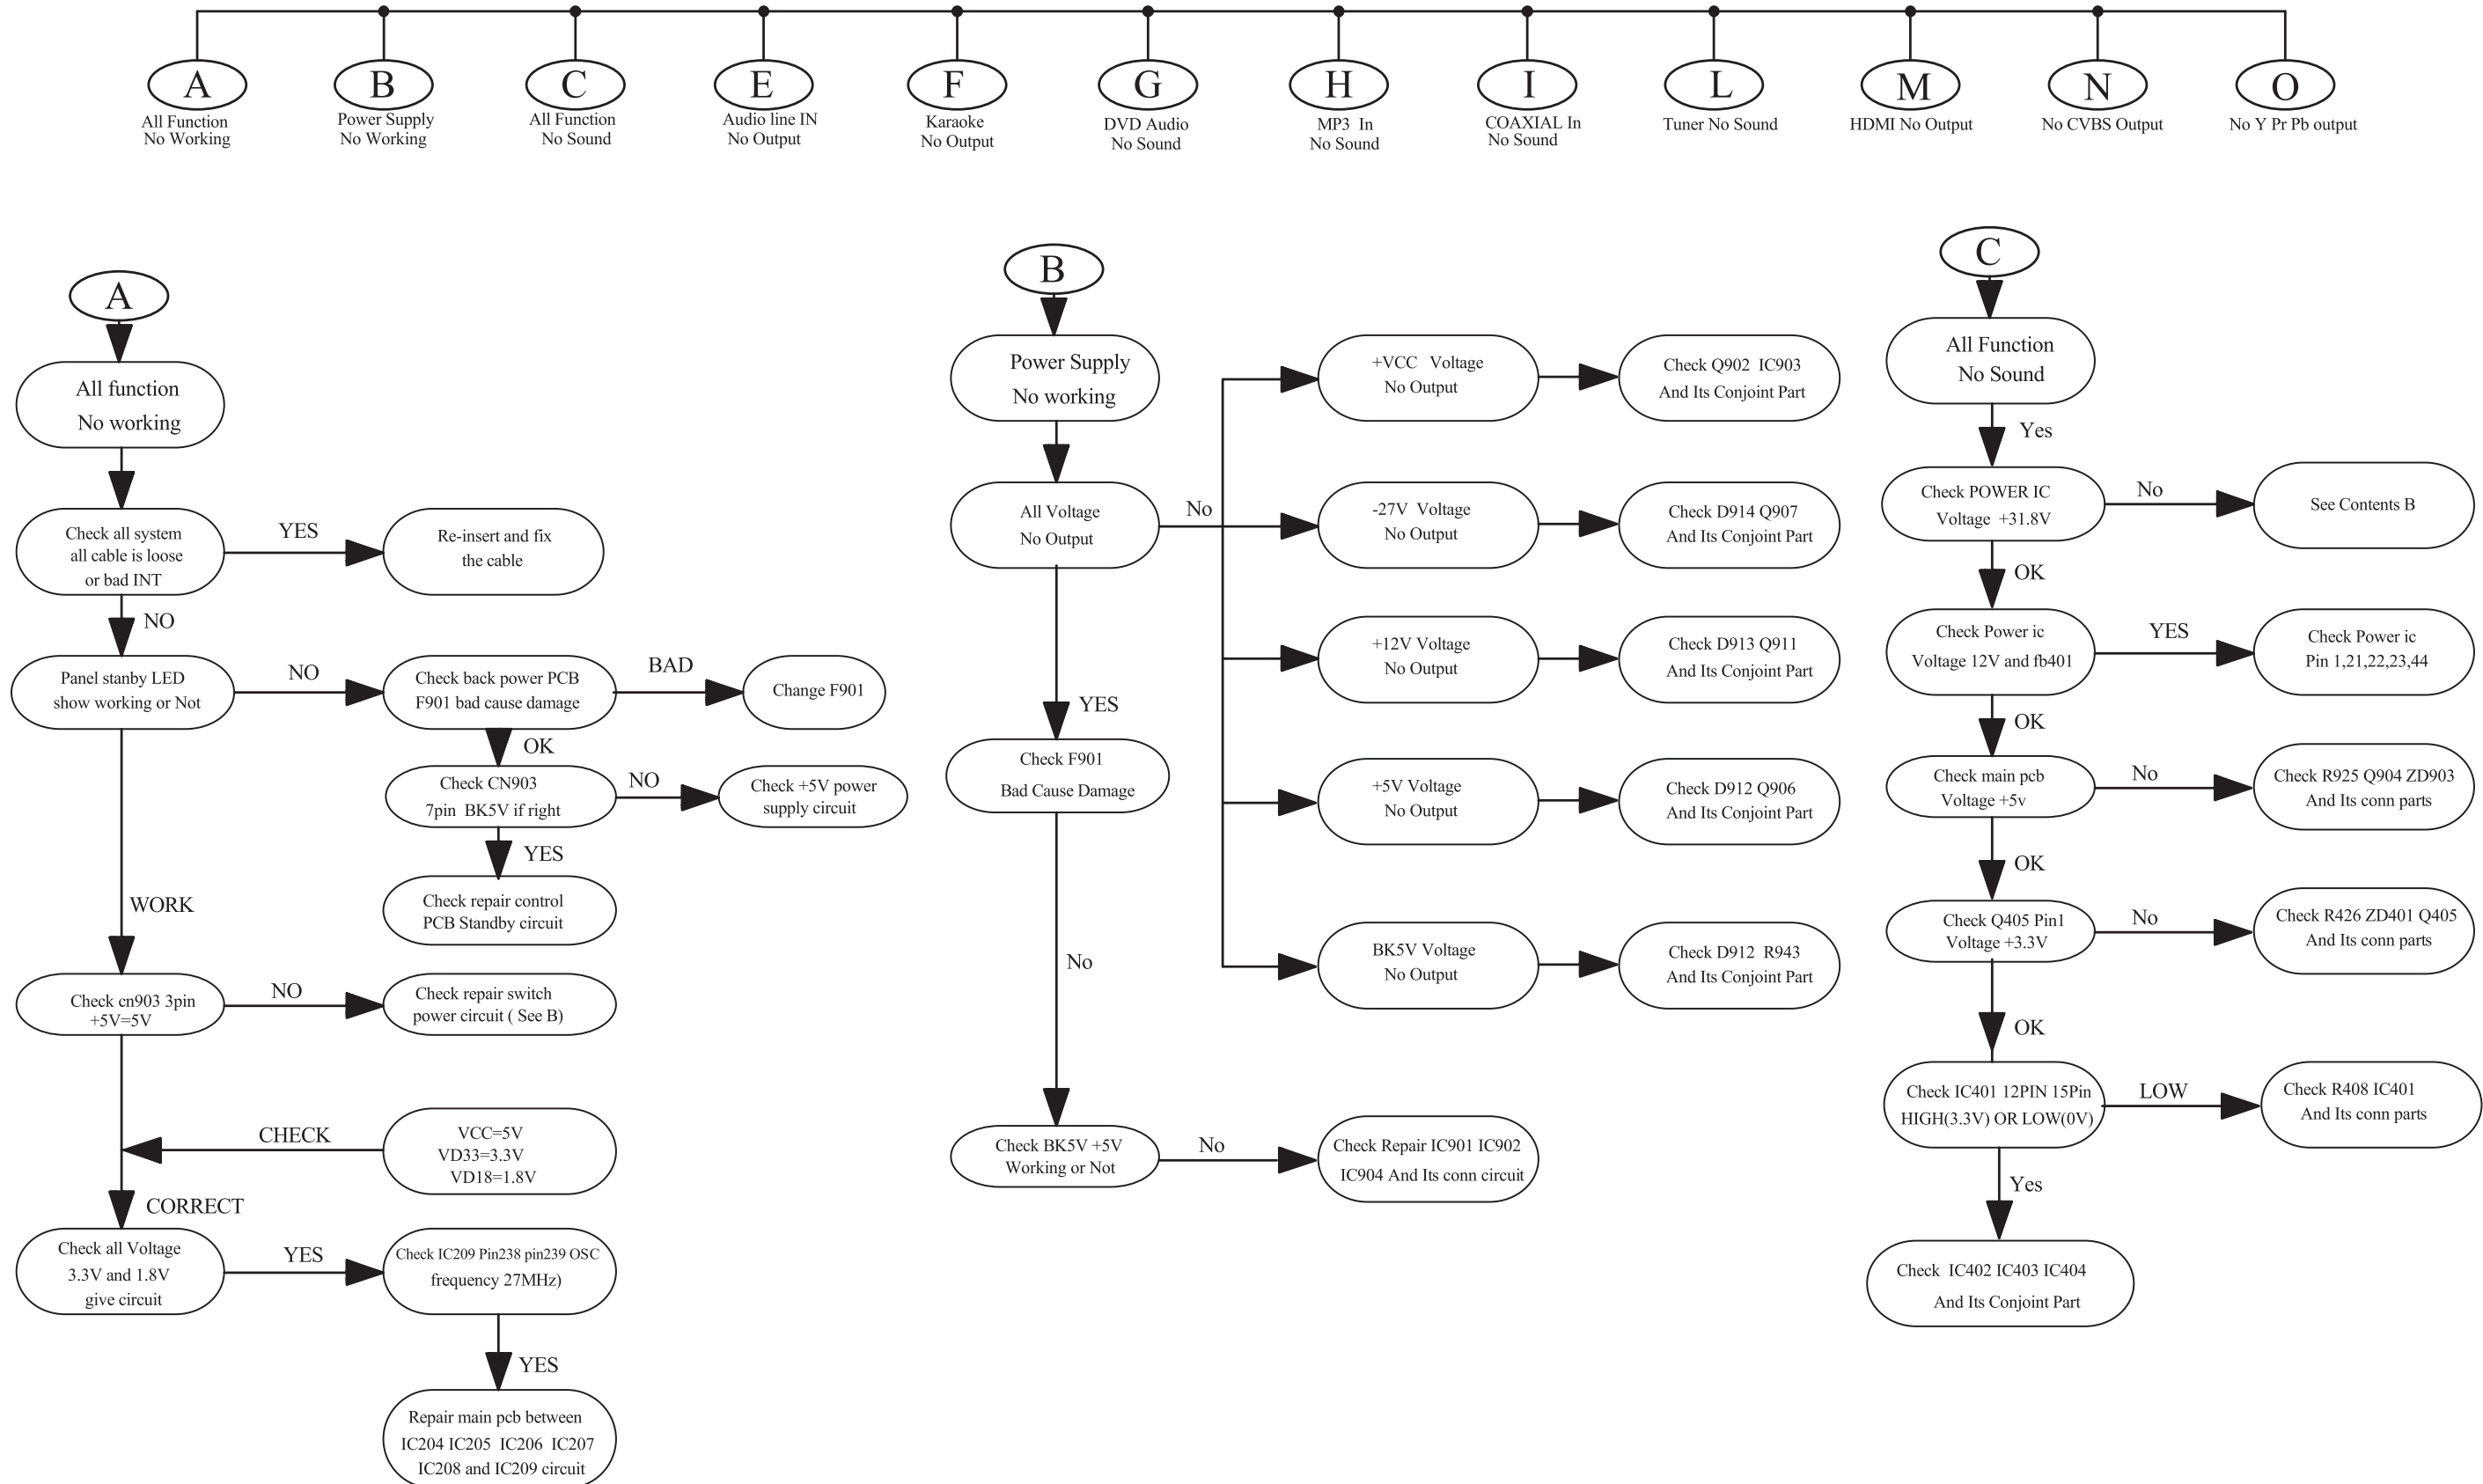 A
B
C
E
F
G
H
I
L
M
N
O
All Function
No Working
Power Supply
No Working
All Function
No Sound
Audio line IN
No Output
Karaoke
No Output
DVD Audio
No Sound
MP3 In
No Sound
COAXIAL In
No Sound
Tuner No Sound
HDMI No Output
No CVBS Output
No Y Pr Pb output
A
All function
No working
Check all system
all cable is loose
or bad INT
YES
Re-insert and fix
the cable
NO
Panel stanby LED
show working or Not
NO
Check back power PCB
F901 bad cause damage
BAD
Change F901
OK
Check CN903
7pin BK5V if right
NO
Check +5V power
supply circuit
YES
Check repair control
PCB Standby circuit
WORK
Check cn903 3pin
+5V=5V
NO
Check repair switch
power circuit ( See B)
CHECK
VCC=5V
VD33=3.3V
VD18=1.8V
CORRECT
Check all Voltage
3.3V and 1.8V
give circuit
YES
Check IC209 Pin238 pin239 OSC
frequency 27MHz)
YES
Repair main pcb between
IC204 IC205 IC206 IC207
IC208 and IC209 circuit
B
Power Supply
No working
All Voltage
No Output
No
+VCC Voltage
No Output
Check Q902 IC903
And Its Conjoint Part
-27V Voltage
No Output
Check D914 Q907
And Its Conjoint Part
+12V Voltage
No Output
Check D913 Q911
And Its Conjoint Part
+5V Voltage
No Output
Check D912 Q906
And Its Conjoint Part
BK5V Voltage
No Output
Check D912 R943
And Its Conjoint Part
YES
Check F901
Bad Cause Damage
No
Check BK5V +5V
Working or Not
No
Check Repair IC901 IC902
IC904 And Its conn circuit
C
All Function
No Sound
Yes
Check POWER IC
Voltage +31.8V
No
See Contents B
OK
Check Power ic
Voltage 12V and fb401
YES
Check Power ic
Pin 1,21,22,23,44
OK
Check main pcb
Voltage +5v
No
Check R925 Q904 ZD903
And Its conn parts
OK
Check Q405 Pin1
Voltage +3.3V
No
Check R426 ZD401 Q405
And Its conn parts
OK
Check IC401 12PIN 15Pin
HIGH(3.3V) OR LOW(0V)
LOW
Check R408 IC401
And Its conn parts
Yes
Check IC402 IC403 IC404
And Its Conjoint Part